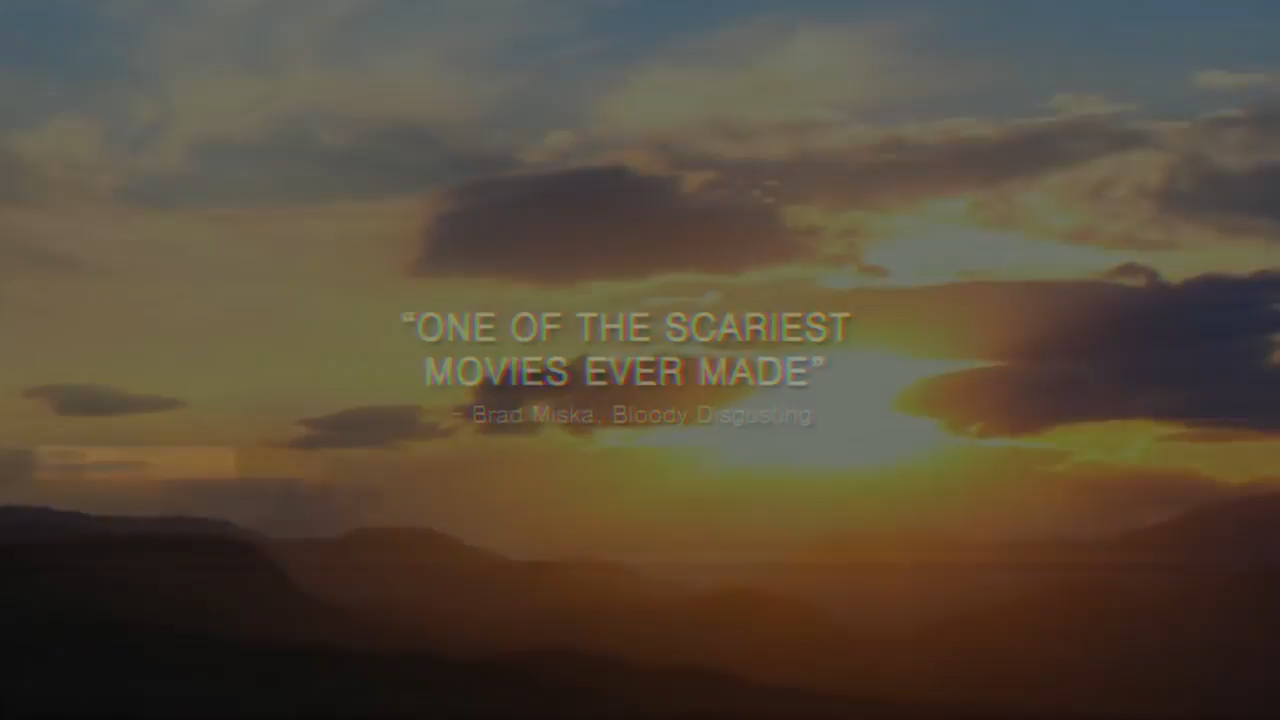 “ONE OF THE SCARIEST
MOVIES EVER MADE”
- Brad Miska, Bloody Disgusting